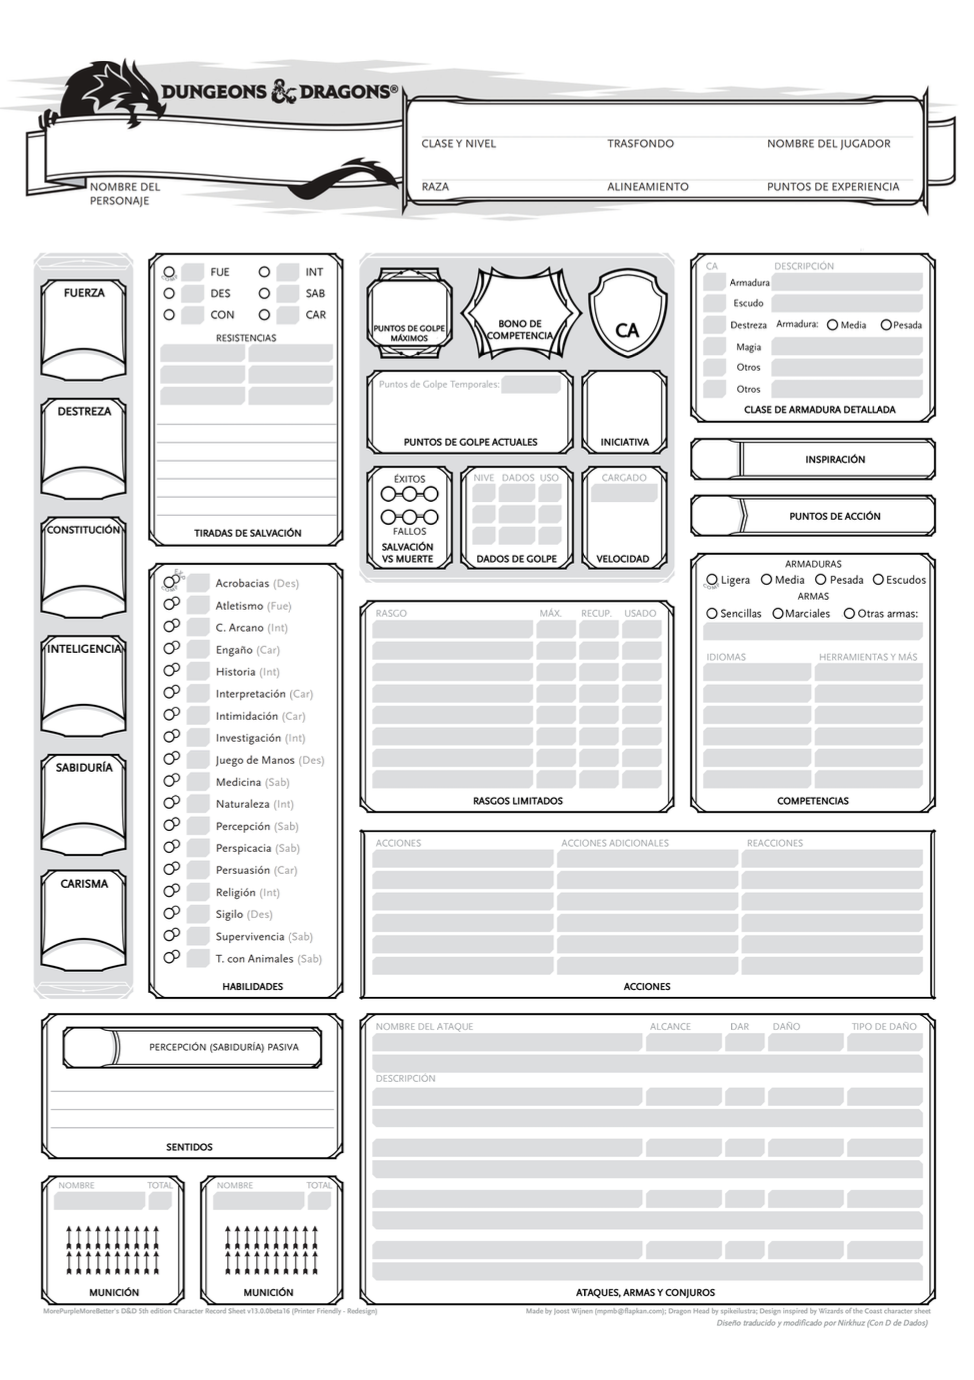 DUNGEONS & DRAGONS®
CLASE Y NIVEL TRASFONDO NOMBRE DEL JUGADOR
RAZA ALINEAMIENTO PUNTOS DE EXPERIENCIA
NOMBRE DEL
PERSONAJE
FUERZA
DESTREZA
CONSTITUCIÓN
INTELIGENCIA
SABIDURÍA
CARISMA
FUE INT
DES SAB
CON CAR
RESISTENCIAS
TIRADAS DE SALVACIÓN
Acrobacias (Des)
Atletismo (Fue)
C. Arcano (Int)
Engaño (Car)
Historia (Int)
Interpretación (Car)
Intimidación (Car)
Investigación (Int)
Juego de Manos (Des)
Medicina (Sab)
Naturaleza (Int)
Percepción (Sab)
Perspicacia (Sab)
Persuasión (Car)
Religión (Int)
Sigilo (Des)
Supervivencia (Sab)
T. con Animales (Sab)
HABILIDADES
PUNTOS DE GOLPE
MÁXIMOS
BONO DE
COMPETENCIA
CA
Puntos de Golpe Temporales:
PUNTOS DE GOLPE ACTUALES
INICIATIVA
ÉXITOS
FALLOS
SALVACIÓN
VS MUERTE
NIVE DADOS USO
DADOS DE GOLPE
CARGADO
VELOCIDAD
CA DESCRIPCIÓN
Armadura
Escudo
Destreza Armadura: Media Pesada
Magia
Otros
Otros
CLASE DE ARMADURA DETALLADA
INSPIRACIÓN
PUNTOS DE ACCIÓN
ARMADURAS
Ligera Media Pesada Escudos
ARMAS
Sencillas Marciales Otras armas:
IDIOMAS HERRAMIENTAS Y MÁS
COMPETENCIAS
RASGO MÁX. RECUP. USADO
RASGOS LIMITADOS
ACCIONES ACCIONES ADICIONALES REACCIONES
ACCIONES
PERCEPCIÓN (SABIDURÍA) PASIVA
SENTIDOS
NOMBRE TOTAL
MUNICIÓN
NOMBRE TOTAL
MUNICIÓN
NOMBRE DEL ATAQUE ALCANCE DAR DAÑO TIPO DE DAÑO
DESCRIPCIÓN
ATAQUES, ARMAS Y CONJUROS
MorePurpleMoreBetter's D&D 5th edition Character Record Sheet v13.0.0beta16 (Printer Friendly - Redesign)
Made by Joost Wijnen (mpmb@flapkan.com); Dragon Head by spikeilustra; Design inspired by Wizards of the Coast character sheet
Diseño traducido y modificado por Nirkhuz (Con D de Dados)